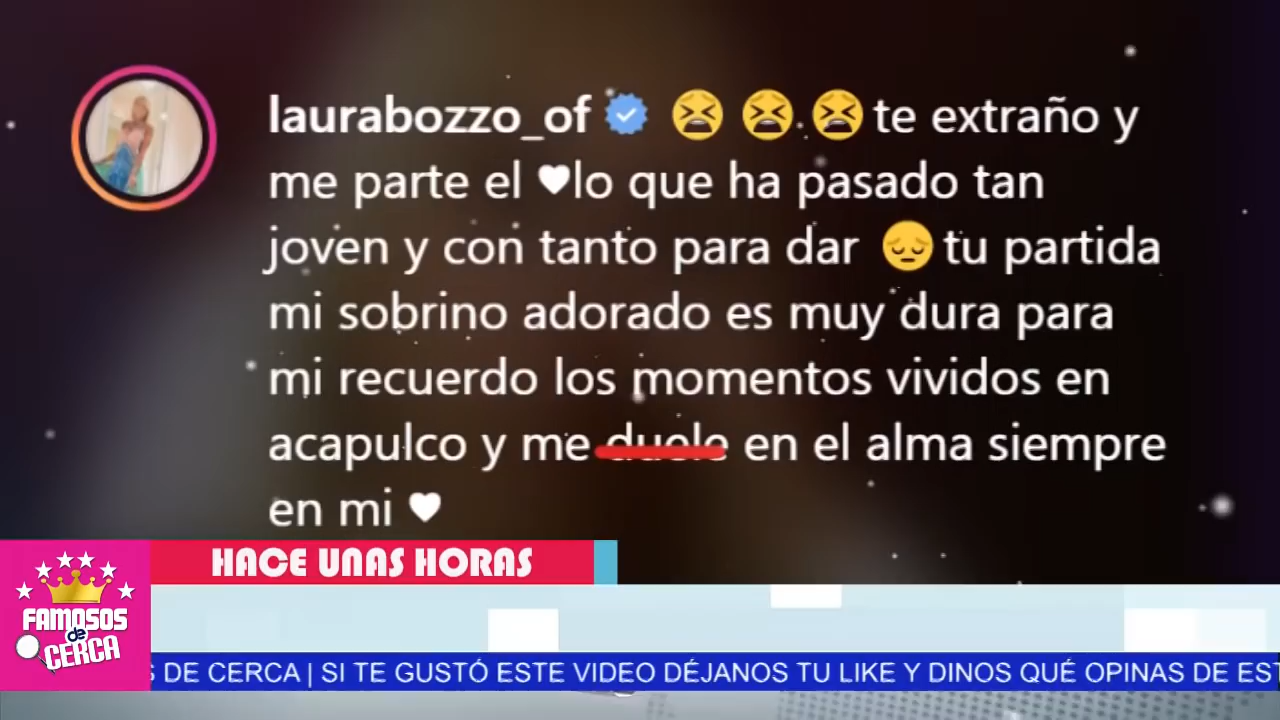 laurabozzo_of 😫 😫 😫 te extraño y
me parte el ♥lo que ha pasado tan
joven y con tanto para dar 😔 tu partida
mi sobrino adorado es muy dura para
mi recuerdo los momentos vividos en
acapulco y me duele en el alma siempre
en mi ♥
HACE UNAS HORAS
FAMOSOS
de
CERCA
DE CERCA | SI TE GUSTÓ ESTE VIDEO DÉJANOS TU LIKE Y DINOS QUÉ OPINAS DE